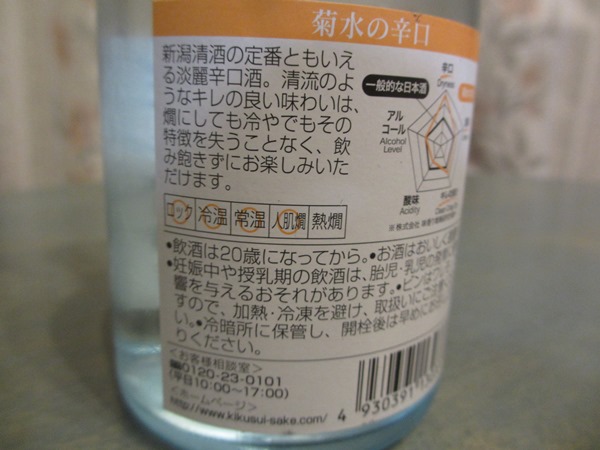 菊水の辛口
新潟清酒の定番ともいえ
る淡麗辛口酒。清流のよ
うなキレの良い味わいは、
燗にしても冷やでもその
特徴を失うことなく、飲
み飽きずにお楽しみいた
だけます。
一般的な日本酒
辛口
Dryness
アル
コール
Alcohol
Level
酸味
Acidity
※株式会社
ロック 冷温 常温 人肌燗 熱燗
•飲酒は20歳になってから。•お酒はおいしく
•妊娠中や授乳期の飲酒は、胎児・乳児の
響を与えるおそれがあります。•ビンは
すので、加熱・冷凍を避け、取扱いにご
い。•冷暗所に保管し、開栓後は早めにお
りください。
<お客様相談室>
0120-23-0101
(平日10:00〜17:00)
<ホームページ>
http://www.kikusui-sake.com/
4 930391